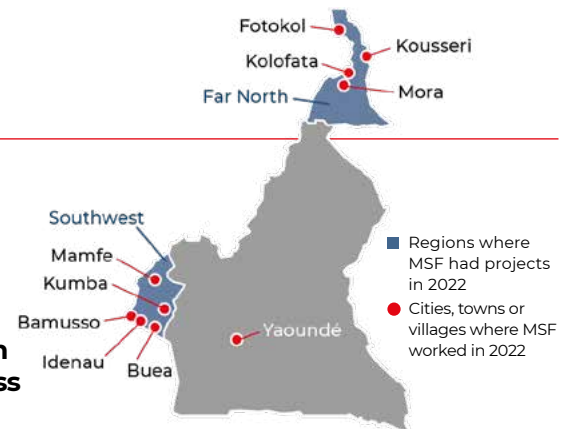 Fotokol
Kousseri
Kolofata
Mora
Far North
Southwest
Mamfe
Kumba
Bamusso
Idenau
Buea
Yaoundé
Regions where
MSF had projects
in 2022
Cities, towns or
villages where MSF
worked in 2022